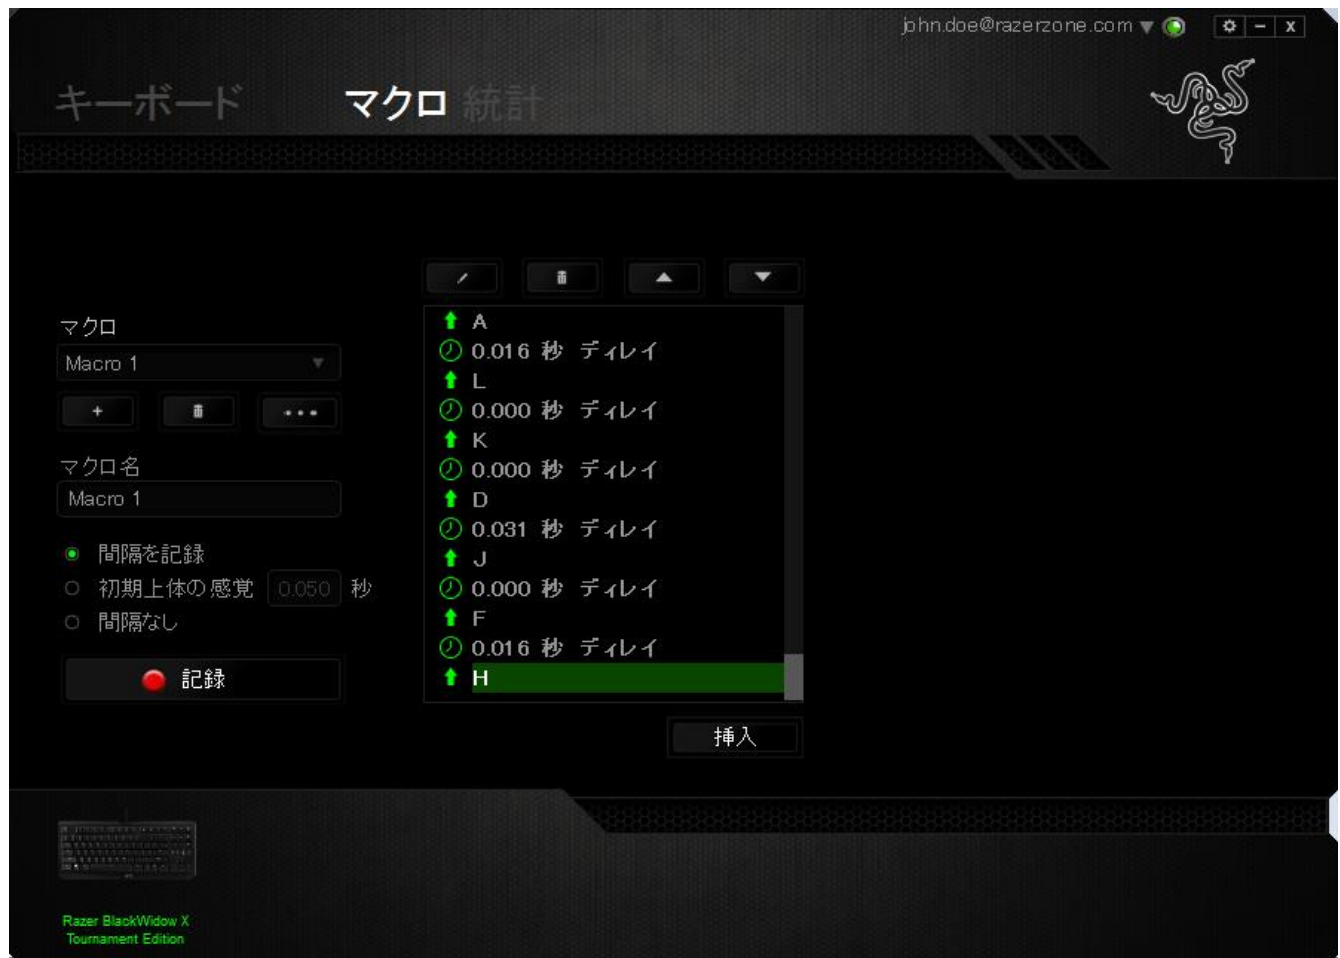 john.doe@razerzone.com
キーボード マクロ 統計
マクロ
Macro 1
マクロ名
Macro 1
間隔を記録
初期上体の感覚 0.050 秒
間隔なし
記録
A
0.016 秒 ディレイ
L
0.000 秒 ディレイ
K
0.000 秒 ディレイ
D
0.031 秒 ディレイ
J
0.000 秒 ディレイ
F
0.016 秒 ディレイ
H
挿入
Razer BlackWidow X
Tournament Edition